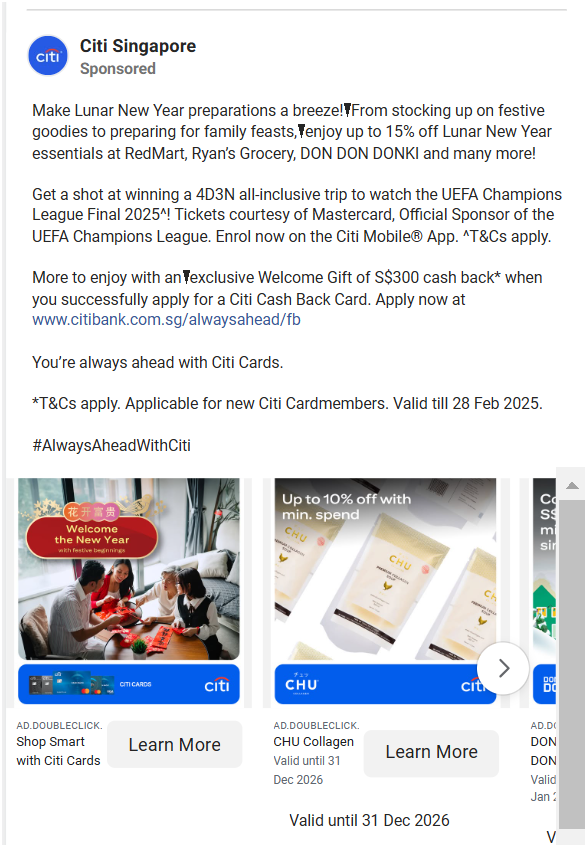 citi
Citi Singapore
Sponsored
Make Lunar New Year preparations a breeze! From stocking up on festive
goodies to preparing for family feasts, enjoy up to 15% off Lunar New Year
essentials at RedMart, Ryan’s Grocery, DON DON DONKI and many more!
Get a shot at winning a 4D3N all-inclusive trip to watch the UEFA Champions
League Final 2025^! Tickets courtesy of Mastercard, Official Sponsor of the
UEFA Champions League. Enrol now on the Citi Mobile® App. ^T&Cs apply.
More to enjoy with an exclusive Welcome Gift of S$300 cash back* when
you successfully apply for a Citi Cash Back Card. Apply now at
www.citibank.com.sg/alwaysahead/fb
You’re always ahead with Citi Cards.
*T&Cs apply. Applicable for new Citi Cardmembers. Valid till 28 Feb 2025.
#AlwaysAheadWithCiti
花开富贵
Welcome
the New Year
with festive beginnings
CITI CARDS
citi
AD.DOUBLECLICK.
Shop Smart
with Citi Cards
Learn More
Up to 10% off with
min. spend
CHU
CHU
CHU
CHU
citi
AD.DOUBLECLICK.
CHU Collagen
Valid until 31
Dec 2026
Learn More
Valid until 31 Dec 2026
Co
S$
mi
sir
DO
AD.DO
DON
DON
Valid
Jan 2
V